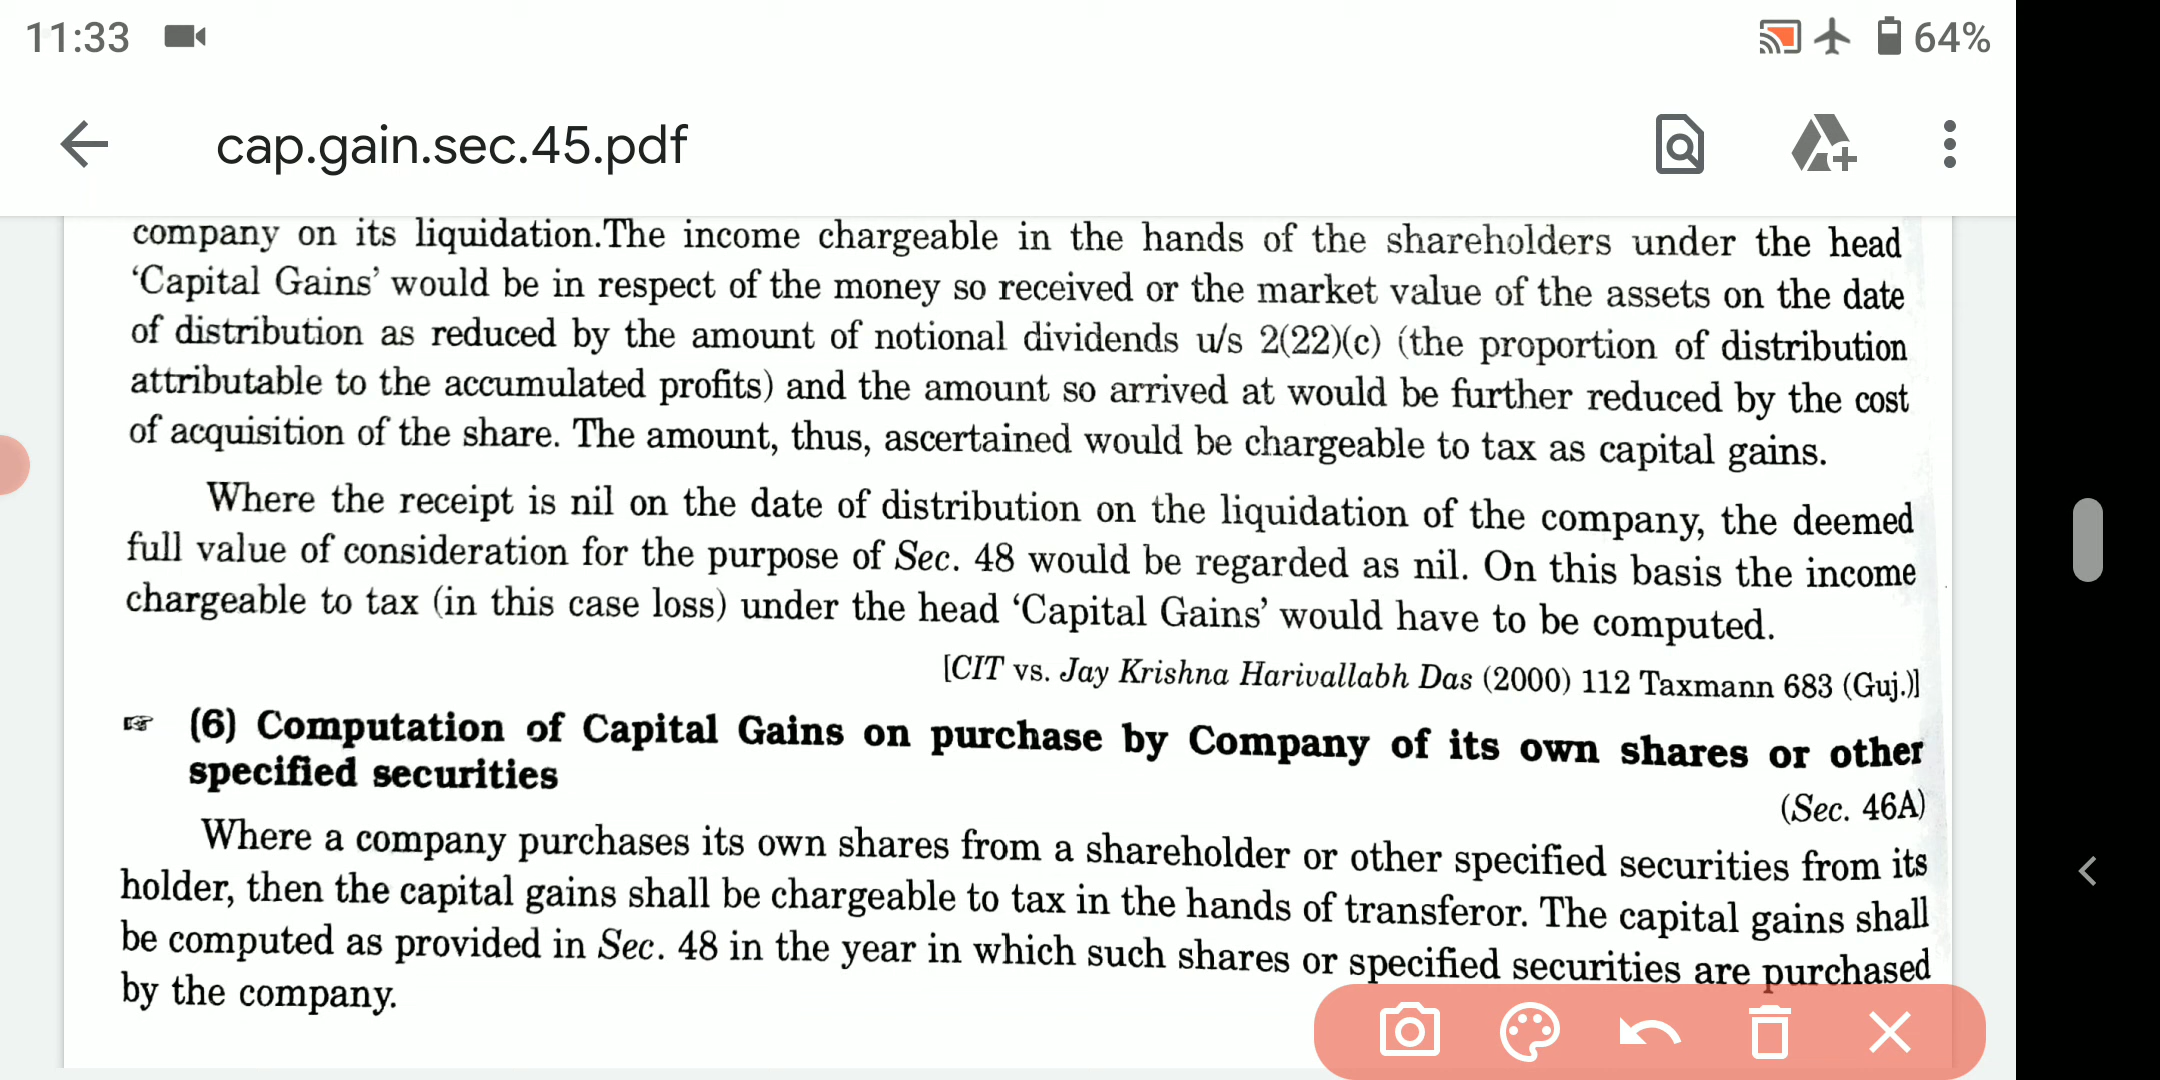 11:33
64%
cap.gain.sec.45.pdf
company on its liquidation.The income chargeable in the hands of the shareholders under the head
‘Capital Gains’ would be in respect of the money so received or the market value of the assets on the date
of distribution as reduced by the amount of notional dividends u/s 2(22)(c) (the proportion of distribution
attributable to the accumulated profits) and the amount so arrived at would be further reduced by the cost
of acquisition of the share. The amount, thus, ascertained would be chargeable to tax as capital gains.
Where the receipt is nil on the date of distribution on the liquidation of the company, the deemed
full value of consideration for the purpose of Sec. 48 would be regarded as nil. On this basis the income
chargeable to tax (in this case loss) under the head ‘Capital Gains’ would have to be computed.
[CIT vs. Jay Krishna Harivallabh Das (2000) 112 Taxmann 683 (Guj.)]
☞ (6) Computation of Capital Gains on purchase by Company of its own shares or other
specified securities
(Sec. 46A)
Where a company purchases its own shares from a shareholder or other specified securities from its
holder, then the capital gains shall be chargeable to tax in the hands of transferor. The capital gains shall
be computed as provided in Sec. 48 in the year in which such shares or specified securities are purchased
by the company.